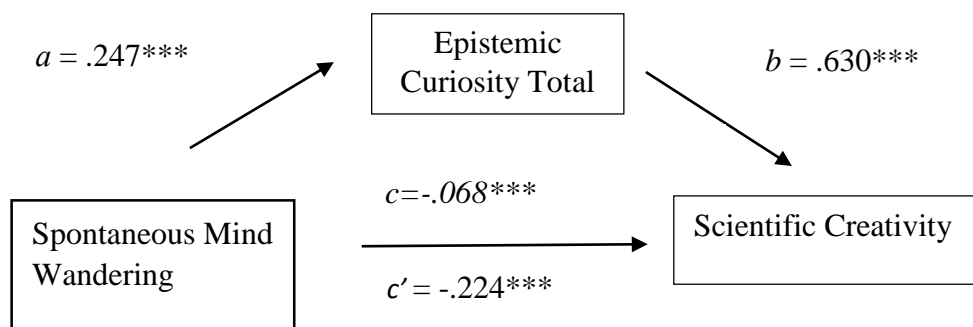 a = .247***
Epistemic
Curiosity Total
b = .630***
c=-.068***
Spontaneous Mind
Wandering
Scientific Creativity
c′ = -.224***